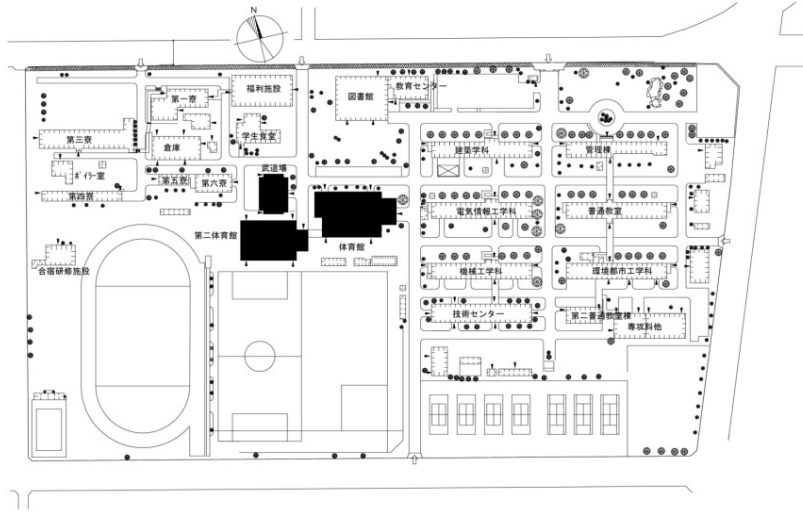 N
福利施設
教育センター
図書館
第一寮
学生食堂
第三寮
倉庫
建築学科
管理棟
武道場
ボイラー室
第五寮
第六寮
第四寮
電気情報工学科
普通教室
第二体育館
体育館
合宿研修施設
機械工学科
環境都市工学科
技術センター
第二普通教室棟
専攻科他